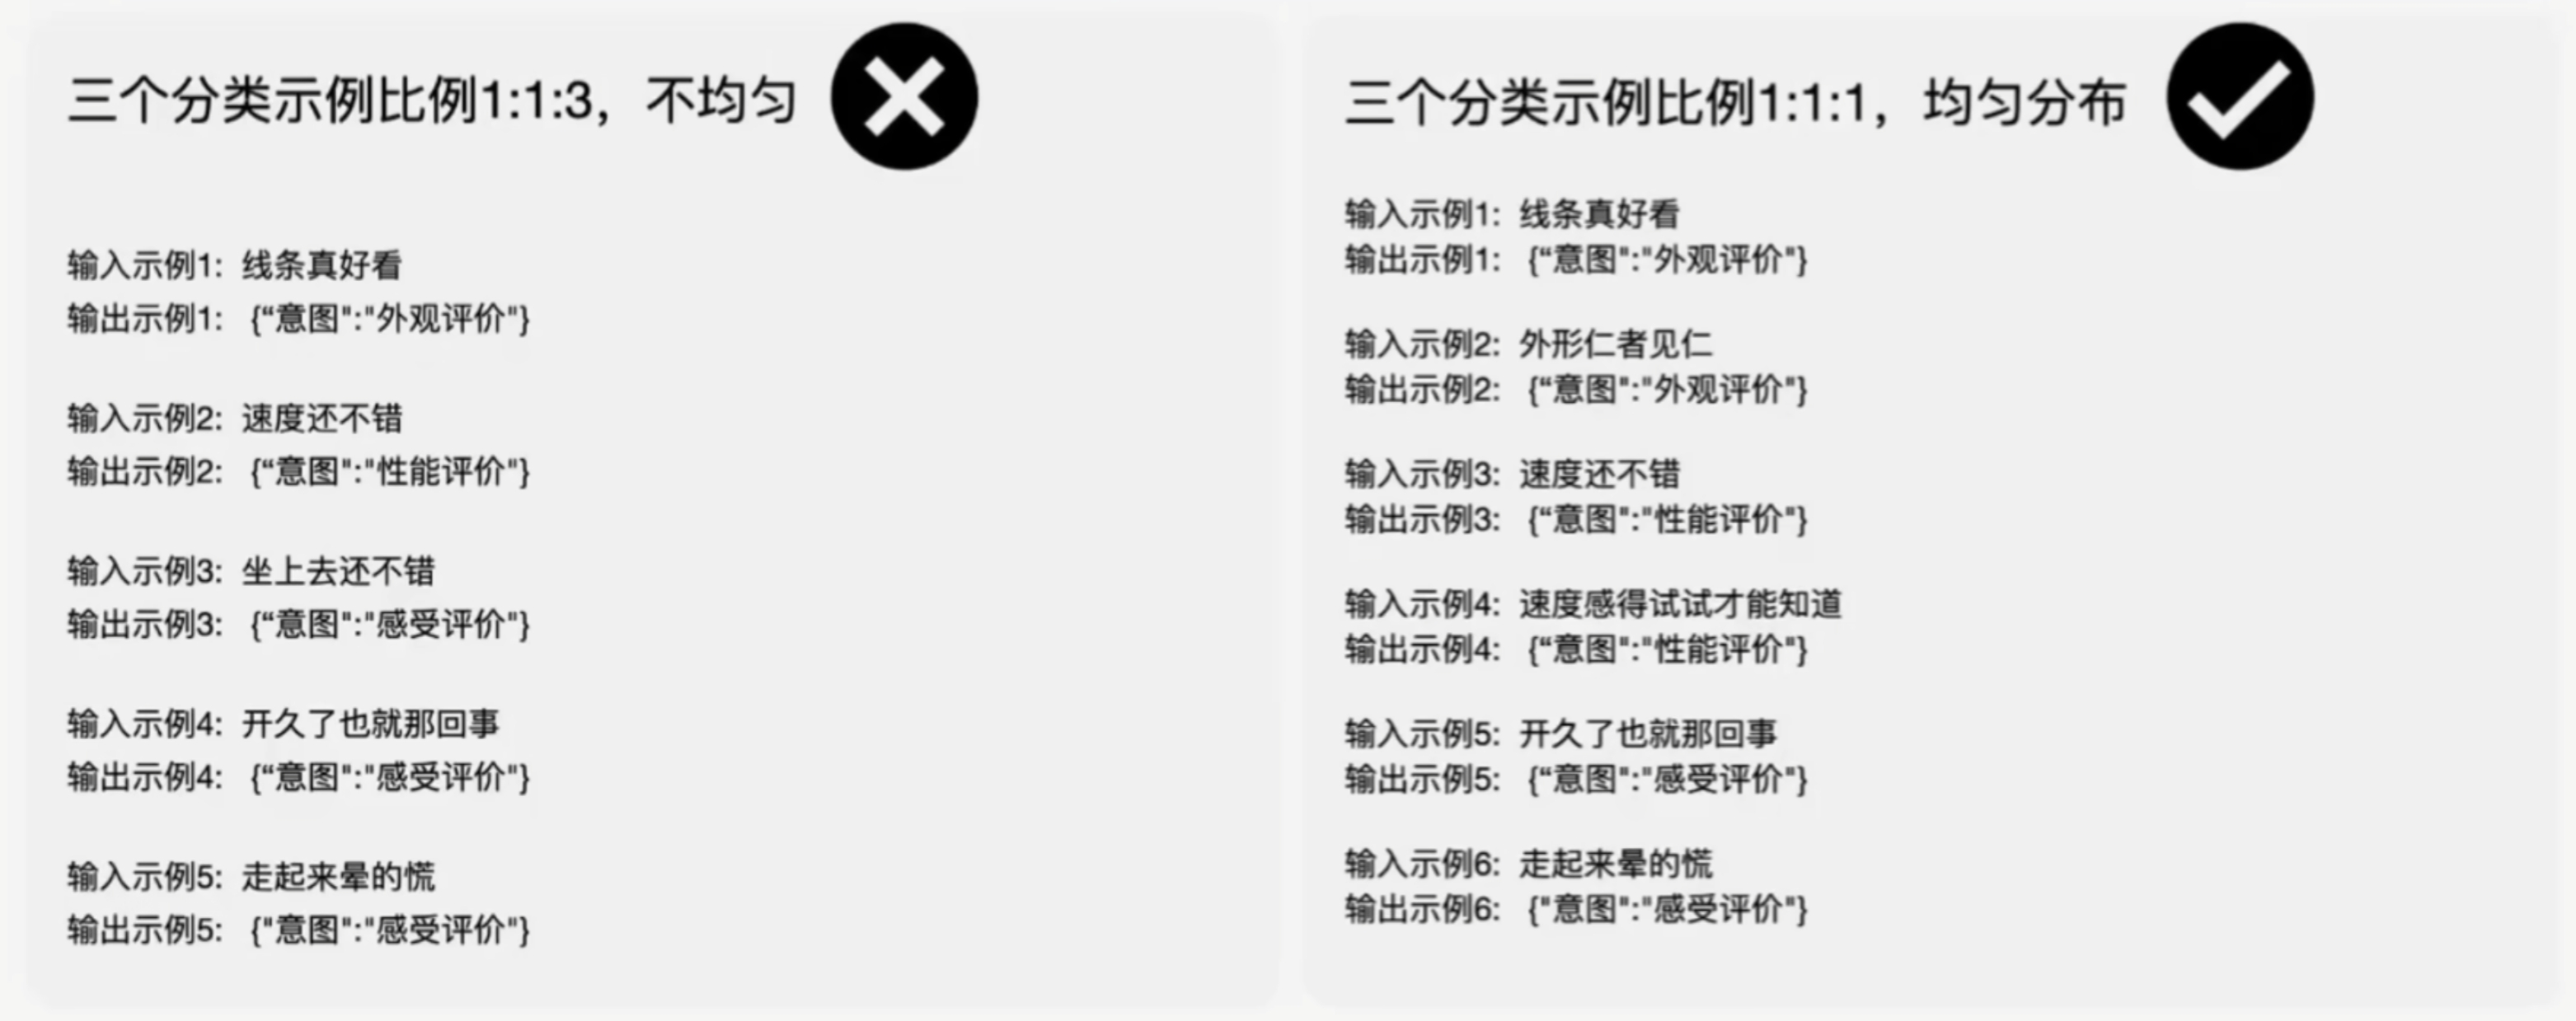 三个分类示例比例1:1:3，不均匀
输入示例1: 线条真好看
输出示例1: {“意图":"外观评价"}
输入示例2: 速度还不错
输出示例2: {“意图":"性能评价"}
输入示例3: 坐上去还不错
输出示例3: {“意图":"感受评价"}
输入示例4: 开久了也就那回事
输出示例4: {“意图":"感受评价"}
输入示例5: 走起来晕的慌
输出示例5: {"意图":"感受评价"}
三个分类示例比例1:1:1，均匀分布
输入示例1: 线条真好看
输出示例1: {“意图":"外观评价"}
输入示例2: 外形仁者见仁
输出示例2: {“意图":"外观评价"}
输入示例3: 速度还不错
输出示例3: {“意图":"性能评价"}
输入示例4: 速度感得试试才能知道
输出示例4: {“意图":"性能评价"}
输入示例5: 开久了也就那回事
输出示例5: {“意图":"感受评价"}
输入示例6: 走起来晕的慌
输出示例6: {"意图":"感受评价"}